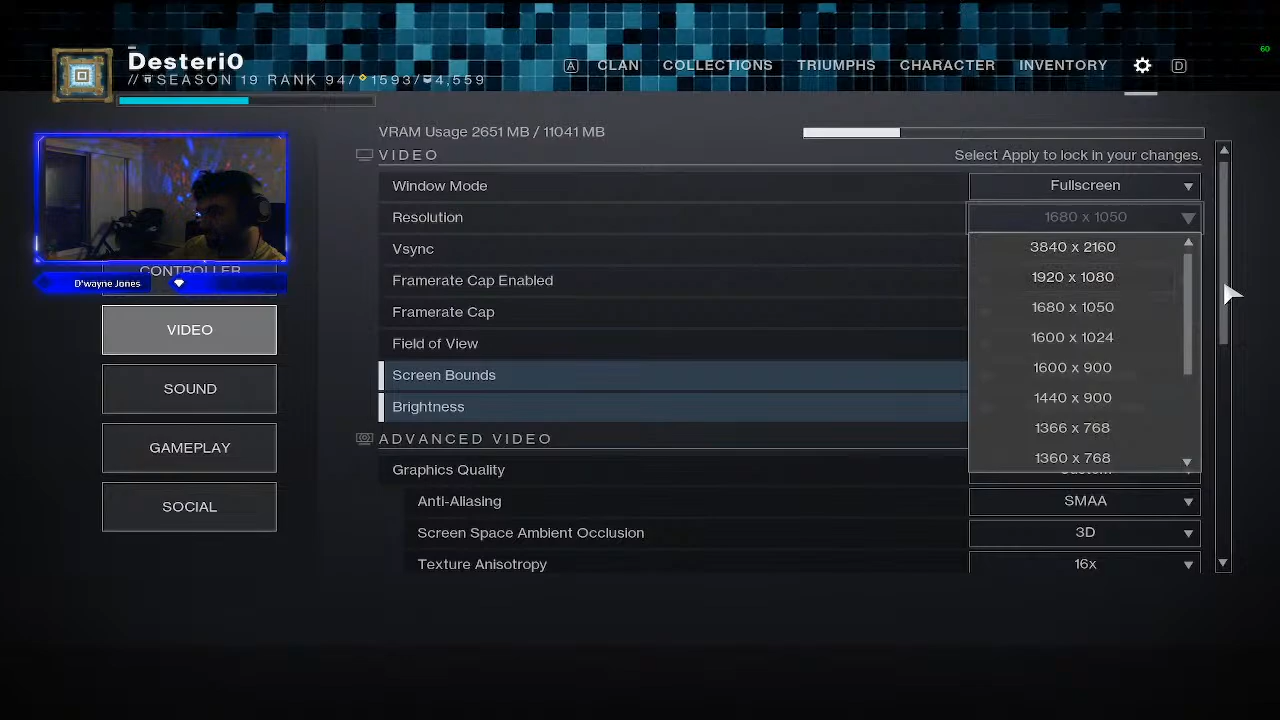 60
Desteri0
// SEASON 19 RANK 94/ 1593/ 4,559
A CLAN COLLECTIONS TRIUMPHS CHARACTER INVENTORY D
VRAM Usage 2651 MB / 11041 MB
VIDEO Select Apply to lock in your changes.
Window Mode Fullscreen
Resolution 1680 x 1050
Vsync 3840 x 2160
Framerate Cap Enabled 1920 x 1080
Framerate Cap 1680 x 1050
Field of View 1600 x 1024
Screen Bounds 1600 x 900
Brightness 1440 x 900
1366 x 768
ADVANCED VIDEO 1360 x 768
Graphics Quality Custom
Anti-Aliasing SMAA
Screen Space Ambient Occlusion 3D
Texture Anisotropy 16x
CONTROLLER
D'wayne Jones
VIDEO
SOUND
GAMEPLAY
SOCIAL